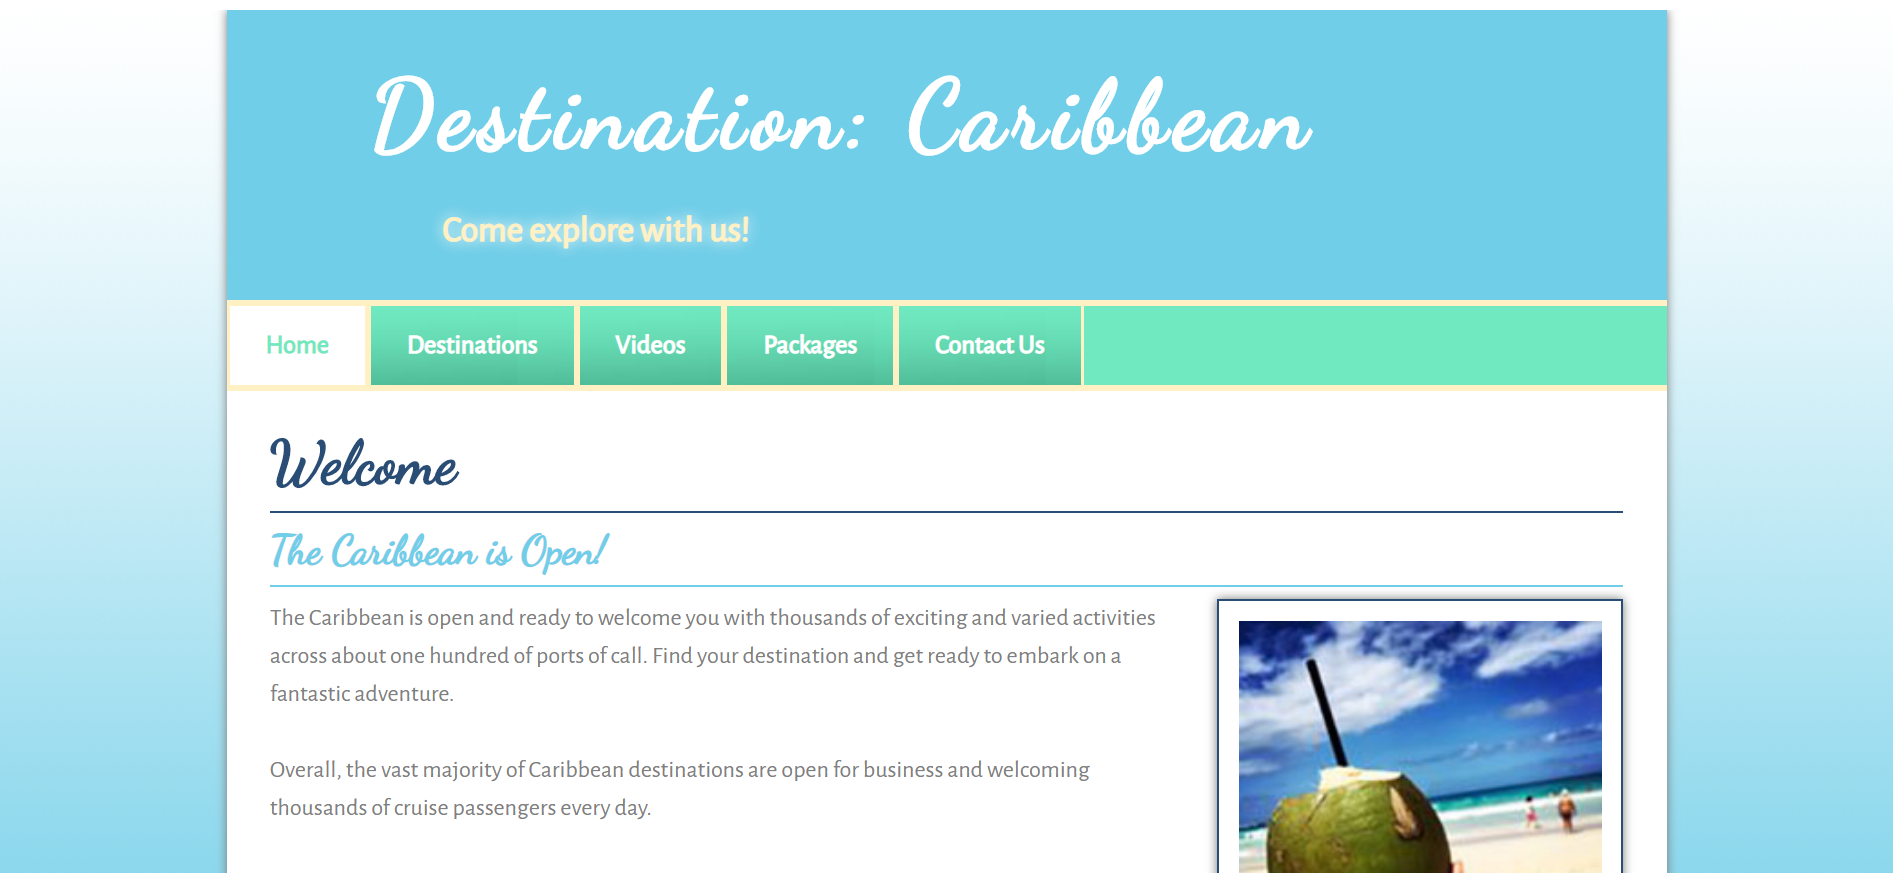 Destination: Caribbean
Come explore with us!
Home Destinations Videos Packages Contact Us
Welcome
The Caribbean is Open!
The Caribbean is open and ready to welcome you with thousands of exciting and varied activities
across about one hundred of ports of call. Find your destination and get ready to embark on a
fantastic adventure.
Overall, the vast majority of Caribbean destinations are open for business and welcoming
thousands of cruise passengers every day.